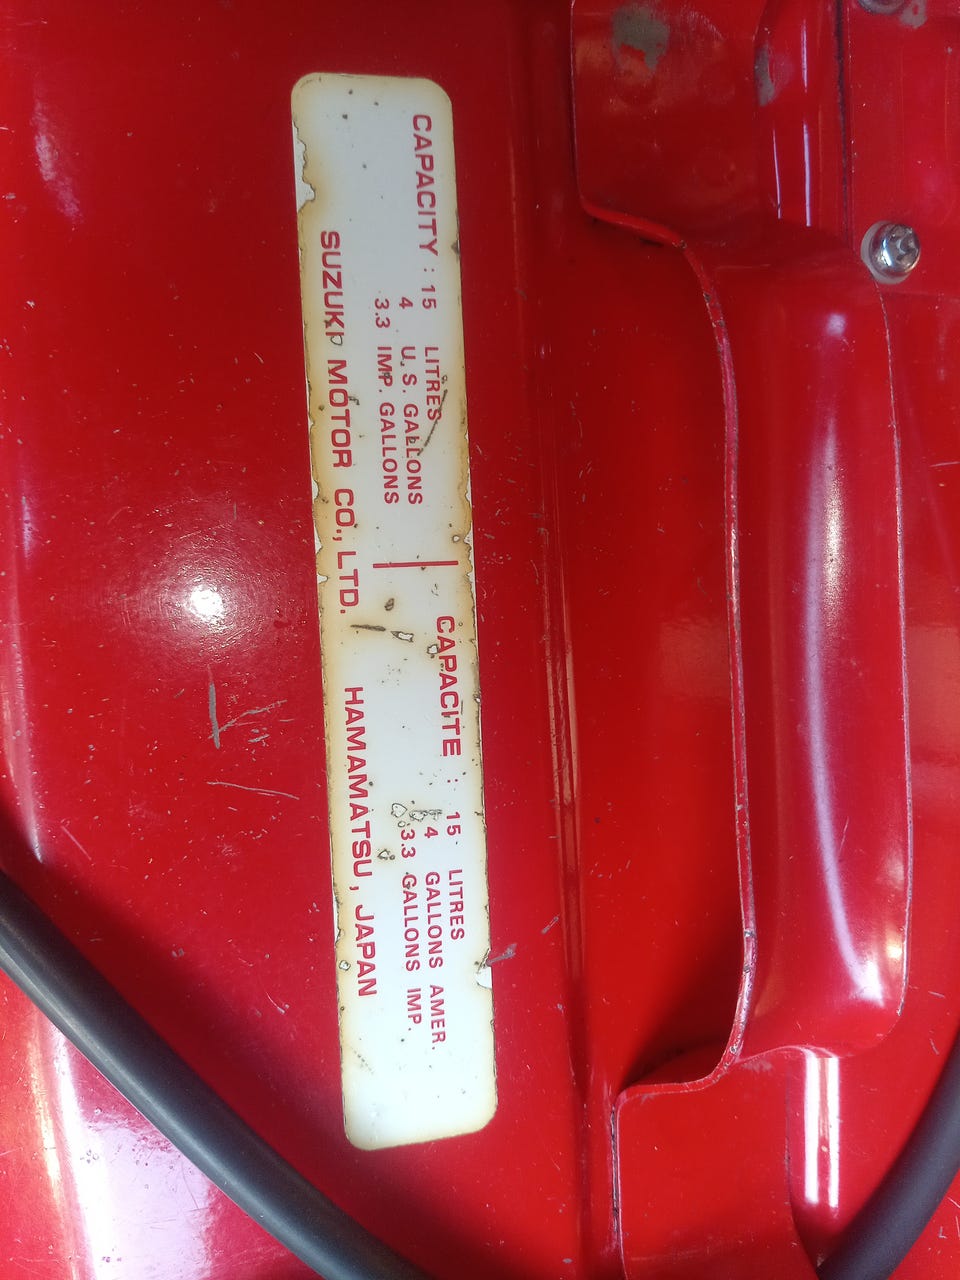 CAPACITY : 15 LITRES
4 U.S. GALLONS
3.3 IMP. GALLONS
CAPACITE : 15 LITRES
4 GALLONS AMER.
3.3 GALLONS IMP.
SUZUKI MOTOR CO., LTD. HAMAMATSU, JAPAN